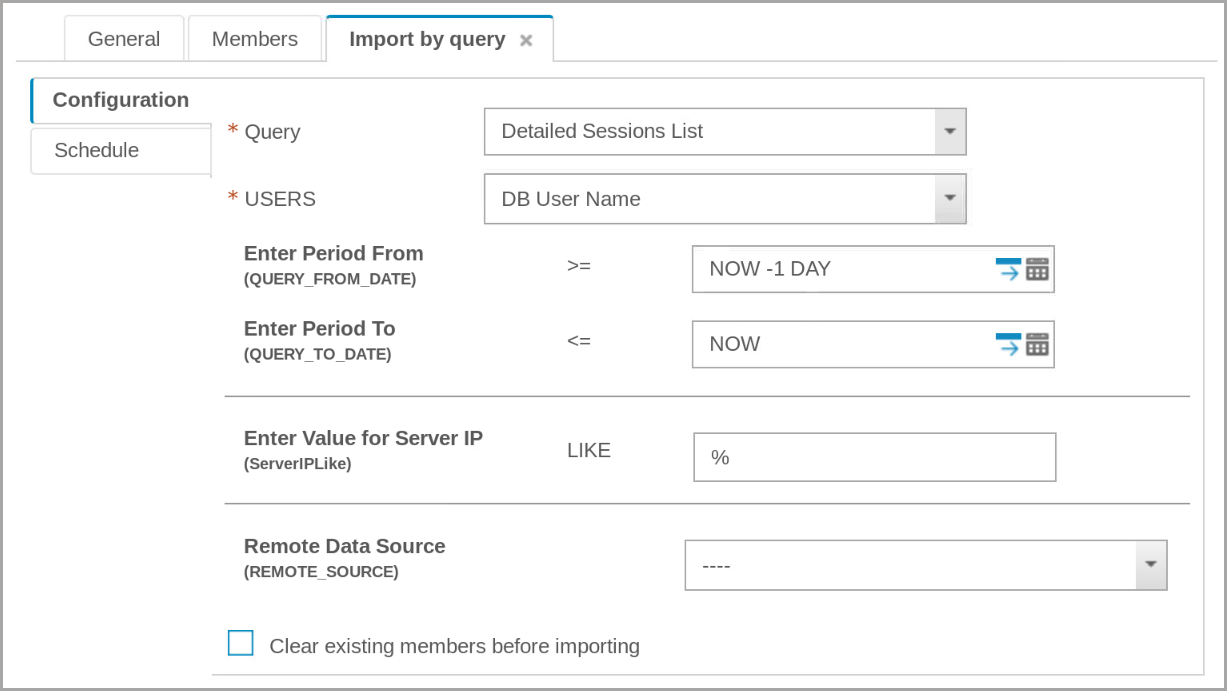 General Members Import by query
Configuration
Schedule
* Query Detailed Sessions List
* USERS DB User Name
Enter Period From
(QUERY_FROM_DATE) >= NOW -1 DAY
Enter Period To
(QUERY_TO_DATE) <= NOW
Enter Value for Server IP
(ServerIPLike) LIKE %
Remote Data Source
(REMOTE_SOURCE) ----
Clear existing members before importing